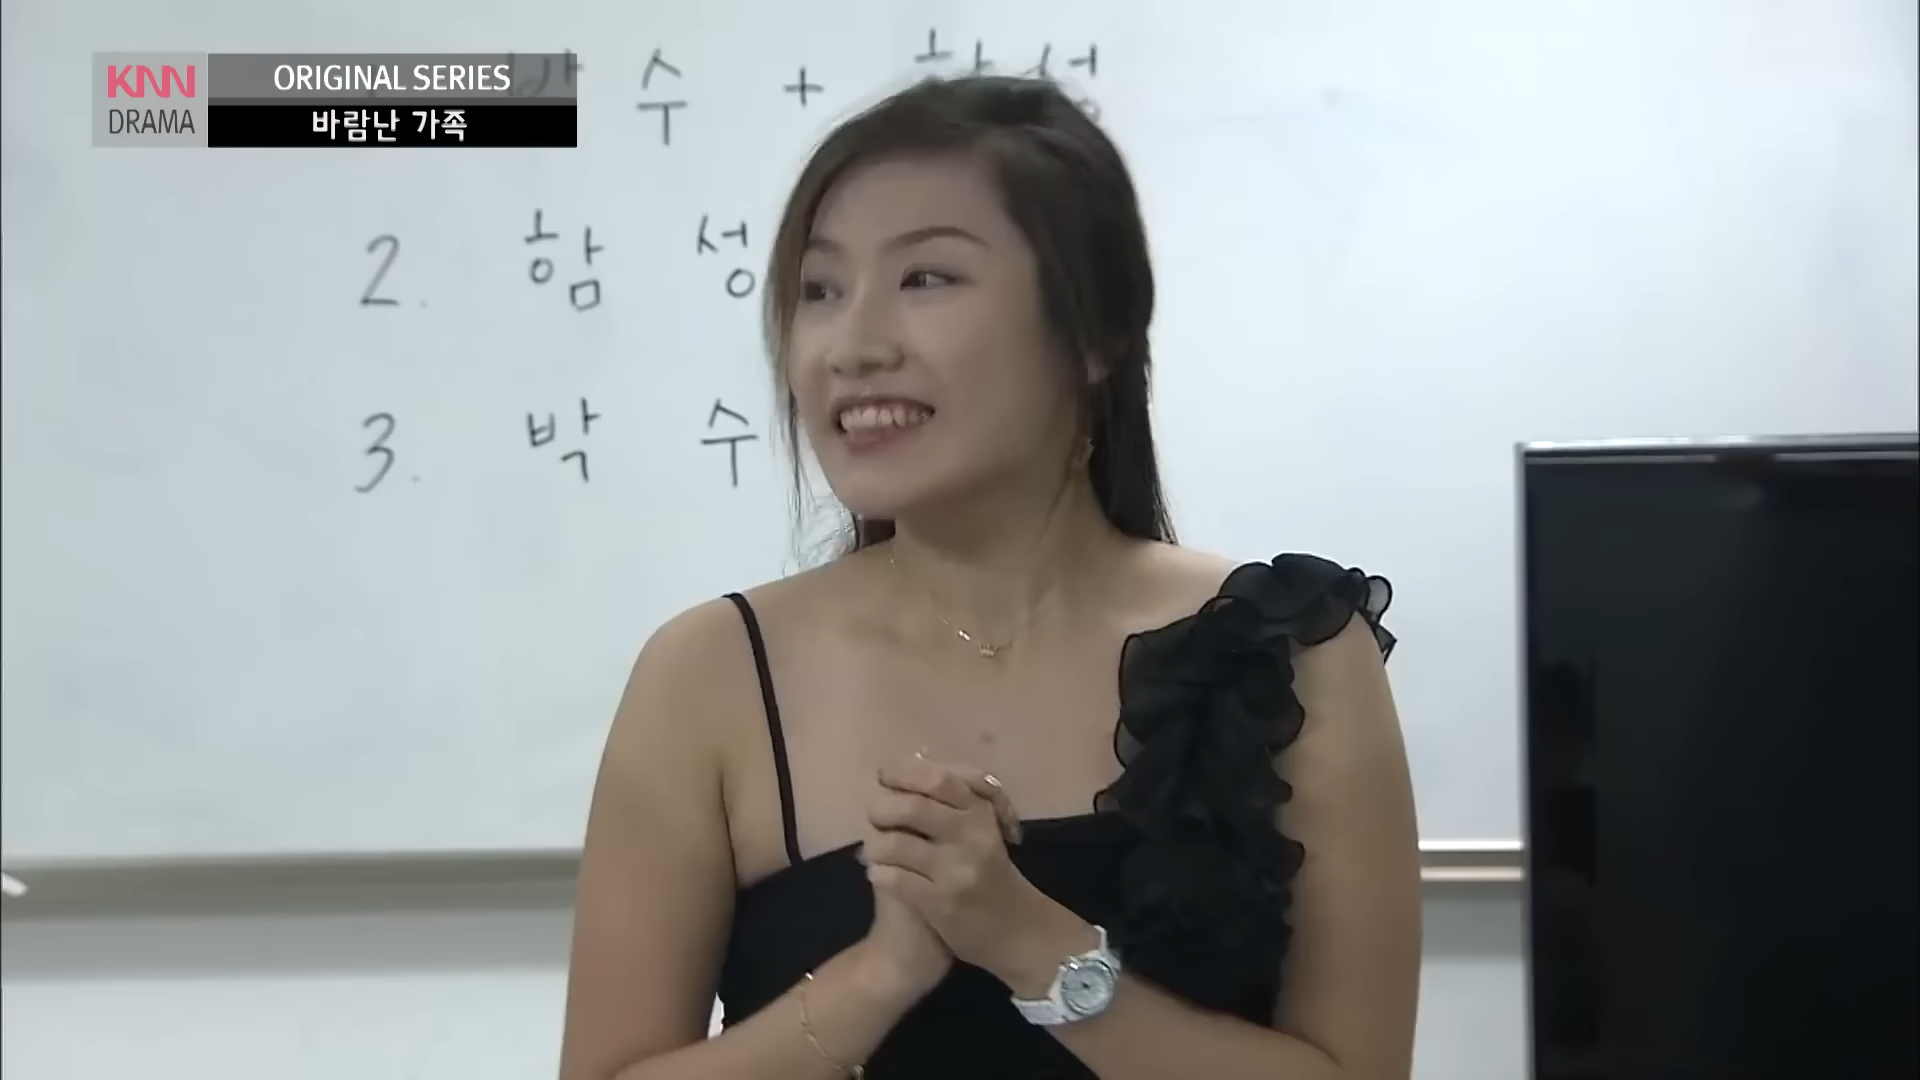 KNN
DRAMA
ORIGINAL SERIES
바람난 가족
수 +
2. 함 성
3. 박 수